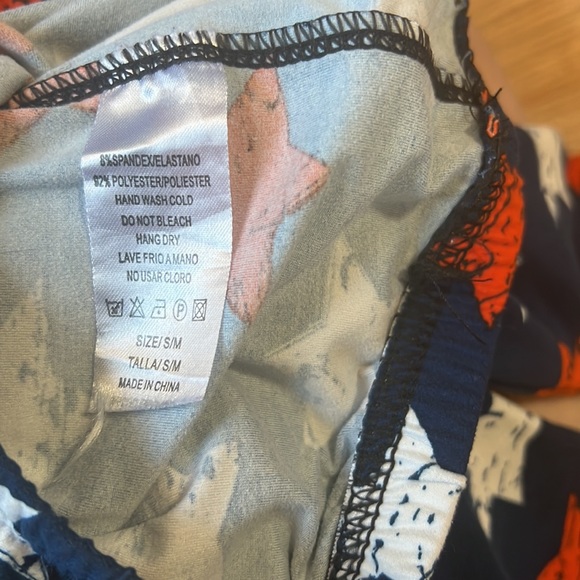 8%SPANDEX/ELASTANO
92% POLYESTER/POLIESTER
HAND WASH COLD
DO NOT BLEACH
HANG DRY
LAVE FRIO A MANO
NO USAR CLORO
P
SIZE/ S/M
TALLA/ S/M
MADE IN CHINA